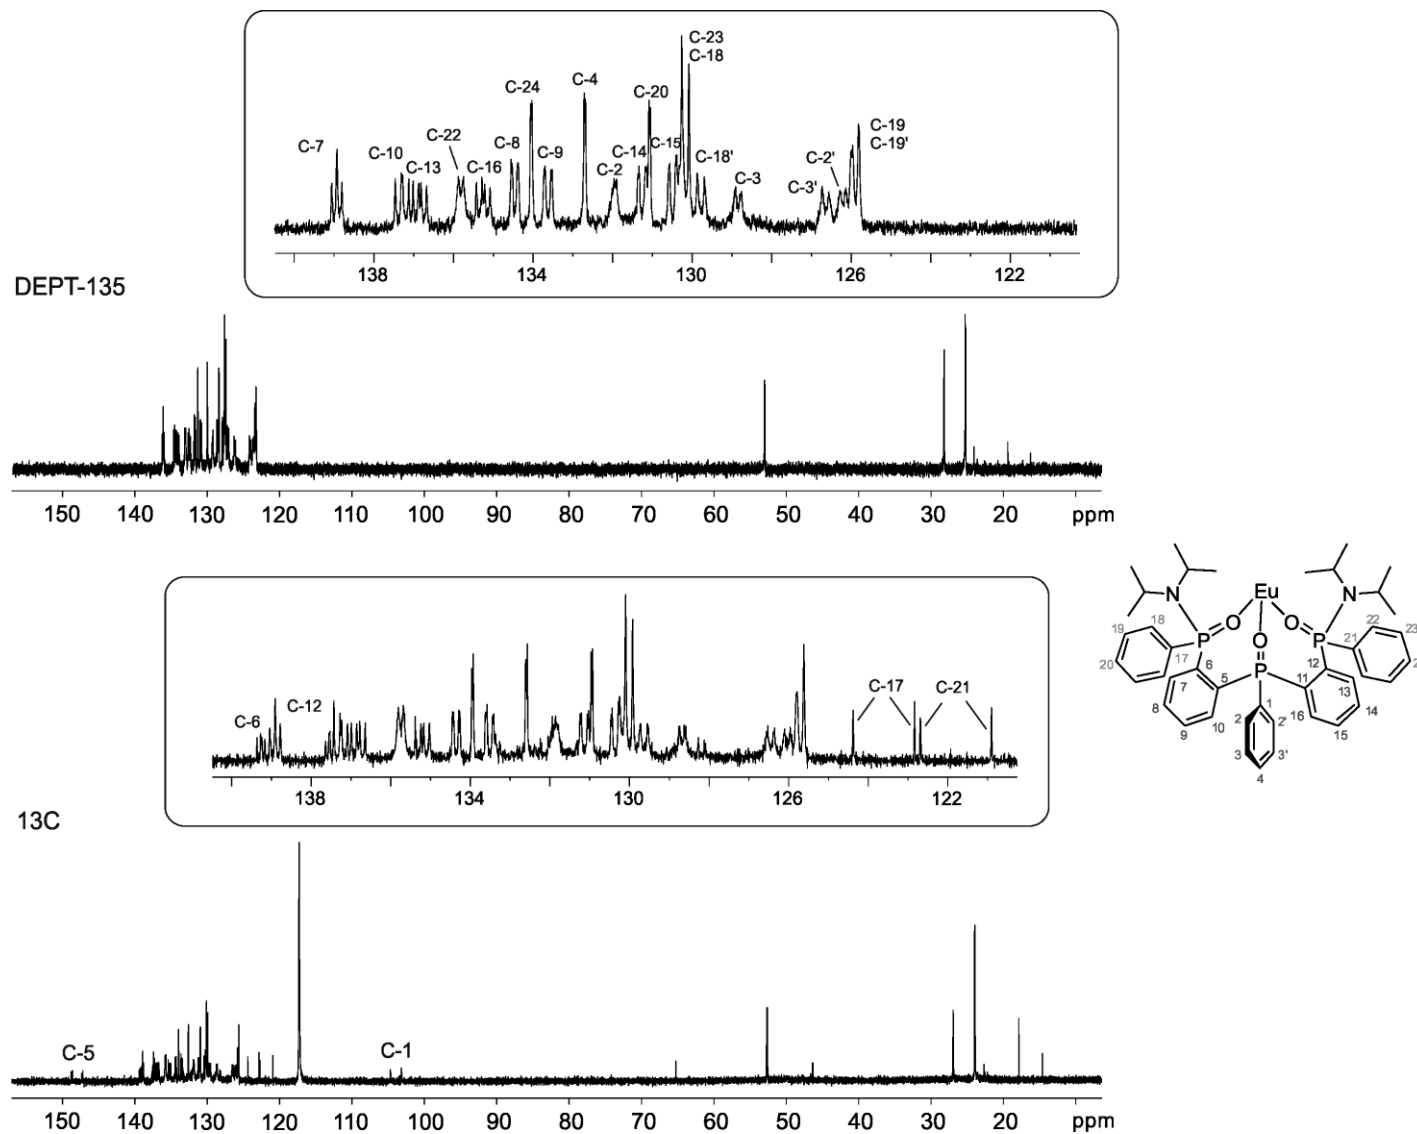 C-23
C-18
C-24
C-4
C-20
C-22
C-7
C-10
C-13
C-16
C-8
C-9
C-2
C-14
C-15
C-18'
C-3
C-3'
C-2'
C-19
C-19'
138 134 130 126 122
DEPT-135
150 140 130 120 110 100 90 80 70 60 50 40 30 20 ppm
C-6
C-12
C-17
C-21
138 134 130 126 122
13C
C-5
C-1
150 140 130 120 110 100 90 80 70 60 50 40 30 20 ppm
N Eu N
19 18 O O 22 23
P O P
20 17 6 P 12 21 2
7 5 11 13
8 1 14
9 10 2 2' 16 15
3 3'
4